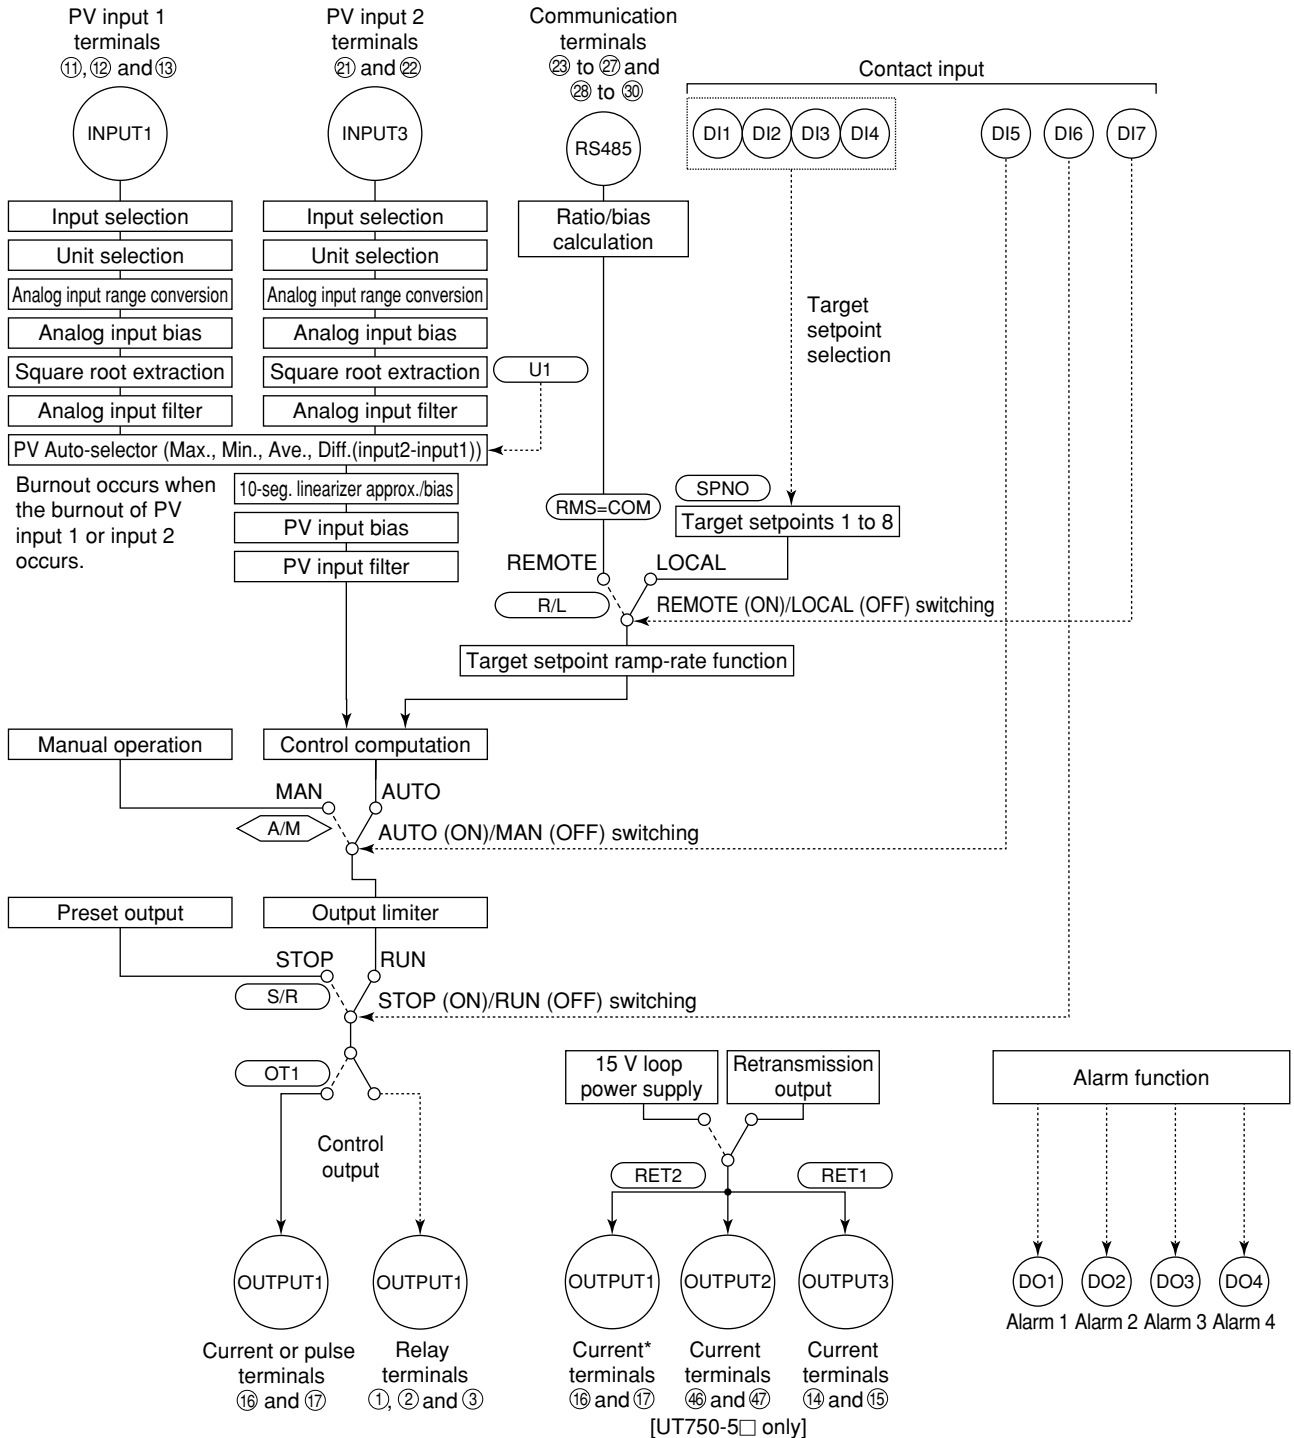 PV input 1
terminals
⑪, ⑫ and ⑬
PV input 2
terminals
㉑ and ㉒
Communication
terminals
㉓ to ㉗ and
㉘ to ㉚
Contact input
INPUT1
INPUT3
RS485
DI1
DI2
DI3
DI4
DI5
DI6
DI7
Input selection
Unit selection
Analog input range conversion
Analog input bias
Square root extraction
Analog input filter
Input selection
Unit selection
Analog input range conversion
Analog input bias
Square root extraction
Analog input filter
Ratio/bias
calculation
Target
setpoint
selection
U1
PV Auto-selector (Max., Min., Ave., Diff.(input2-input1))
Burnout occurs when
the burnout of PV
input 1 or input 2
occurs.
10-seg. linearizer approx./bias
PV input bias
PV input filter
RMS=COM
SPNO
Target setpoints 1 to 8
REMOTE
LOCAL
R/L
REMOTE (ON)/LOCAL (OFF) switching
Target setpoint ramp-rate function
Manual operation
Control computation
MAN
AUTO
A/M
AUTO (ON)/MAN (OFF) switching
Preset output
Output limiter
STOP
RUN
S/R
STOP (ON)/RUN (OFF) switching
OT1
Control
output
15 V loop
power supply
Retransmission
output
RET2
RET1
Alarm function
OUTPUT1
OUTPUT1
OUTPUT1
OUTPUT2
OUTPUT3
DO1
DO2
DO3
DO4
Alarm 1 Alarm 2 Alarm 3 Alarm 4
Current or pulse
terminals
⑯ and ⑰
Relay
terminals
①, ② and ③
Current*
terminals
⑯ and ⑰
Current
terminals
㊻ and ㊼
Current
terminals
⑭ and ⑮
[UT750-5□ only]